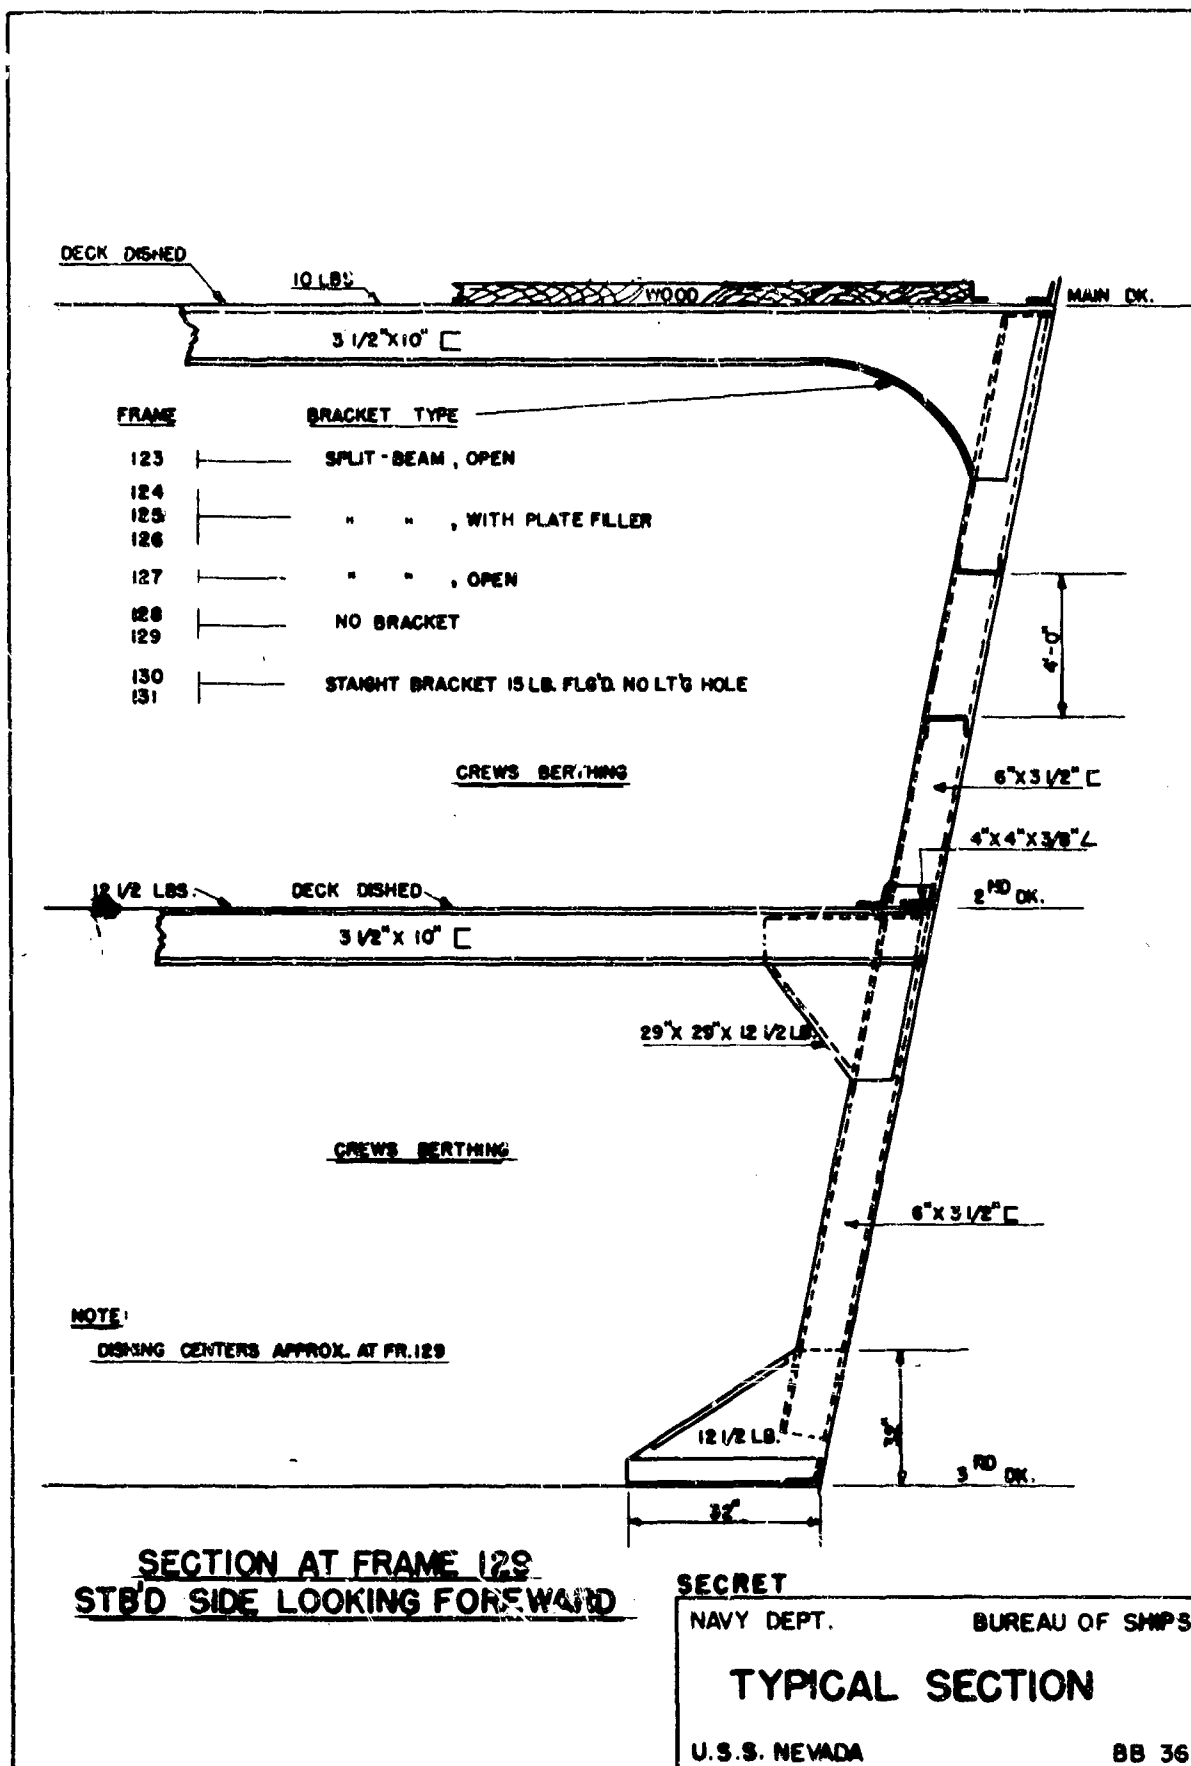 DECK DISHED
10 LBS
WOOD
MAIN DK.
3 1/2"X10" ㄷ
FRAME BRACKET TYPE
123 SPLIT-BEAM, OPEN
124
125 " " , WITH PLATE FILLER
126
127 " " , OPEN
128 NO BRACKET
129
130 STAIGHT BRACKET 15 LB. FLG'D. NO LT'G HOLE
131
4'-0"
CREWS BERTHING
6"X3 1/2" ㄷ
4"X4"X3/8" ∠
12 1/2 LBS.
DECK DISHED
2ND DK.
3 1/2"X 10" ㄷ
29"X 29"X 12 1/2 LB.
CREWS BERTHING
6"X 3 1/2" ㄷ
NOTE:
DISHING CENTERS APPROX. AT FR.129
12 1/2 LB.
3RD DK.
32"
SECTION AT FRAME
STB'D SIDE LOOKING FOREWARD
SECRET
NAVY DEPT. BUREAU OF SHIPS
TYPICAL SECTION
U.S.S. NEVADA BB 36